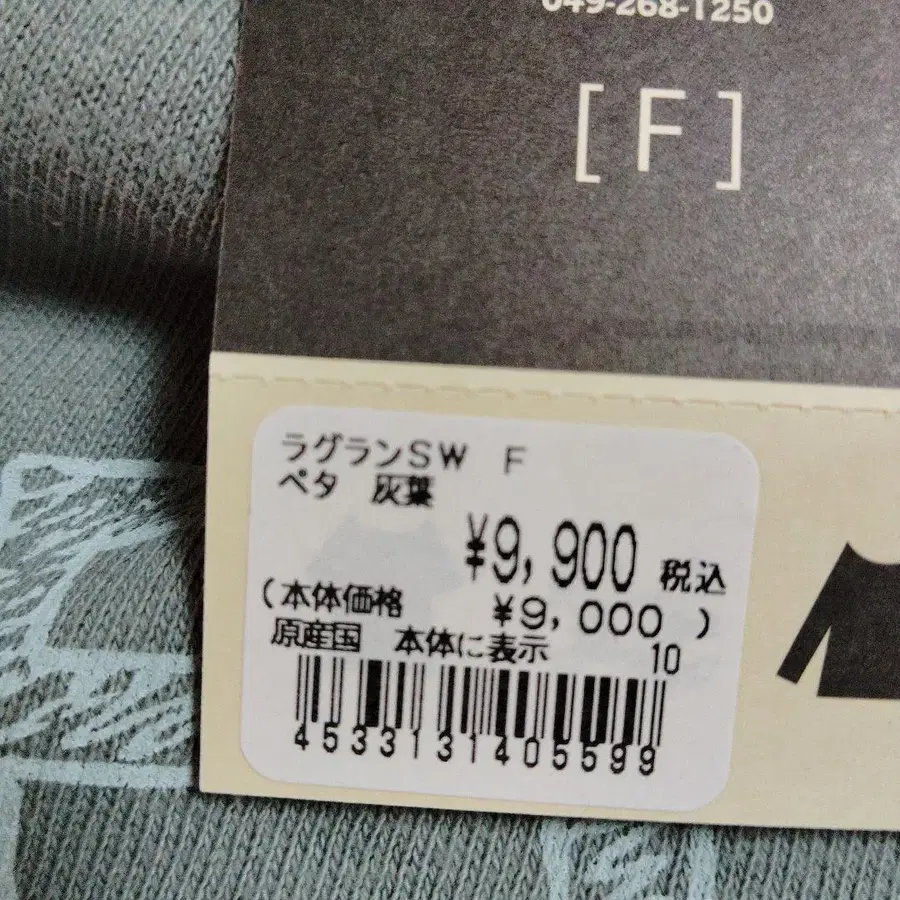 049-268-1250
[F]
ラグランSW F
ペタ 灰葉
¥9,900 税込
(本体価格 ¥9,000)
原産国 本体に表示 10
4533131405599